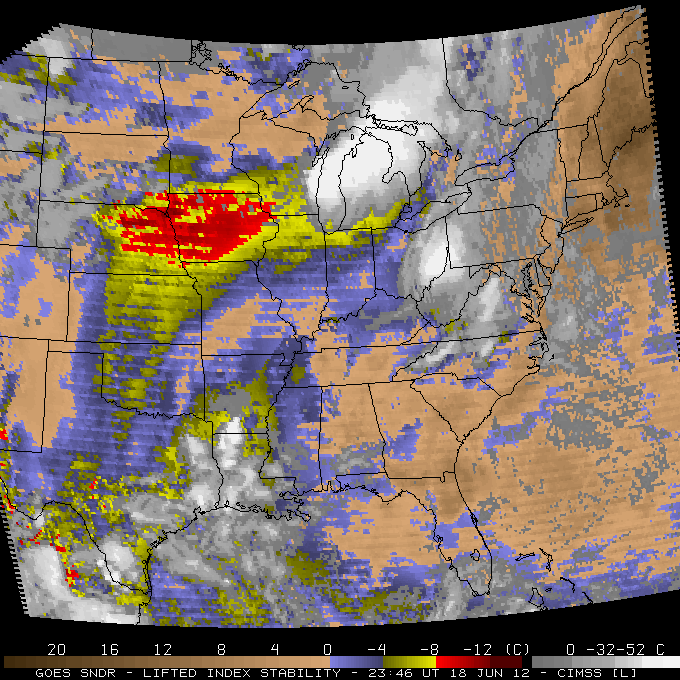 20 16 12 8 4 0 -4 -8 -12 (C) 0 -32-52 C
GOES SNDR - LIFTED INDEX STABILITY - 23:46 UT 18 JUN 12 - CIMSS [L]